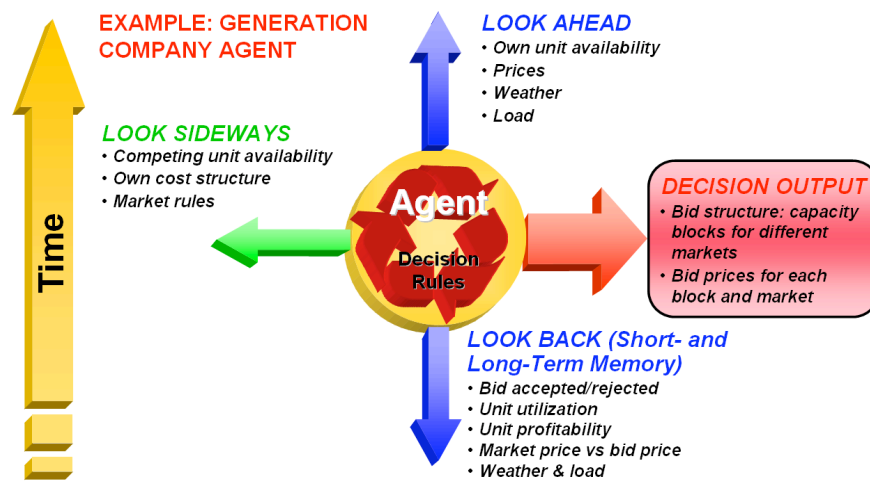 EXAMPLE: GENERATION
COMPANY AGENT
LOOK AHEAD
• Own unit availability
• Prices
• Weather
• Load
LOOK SIDEWAYS
• Competing unit availability
• Own cost structure
• Market rules
Time
Agent
Decision
Rules
DECISION OUTPUT
• Bid structure: capacity
blocks for different
markets
• Bid prices for each
block and market
LOOK BACK (Short- and
Long-Term Memory)
• Bid accepted/rejected
• Unit utilization
• Unit profitability
• Market price vs bid price
• Weather & load